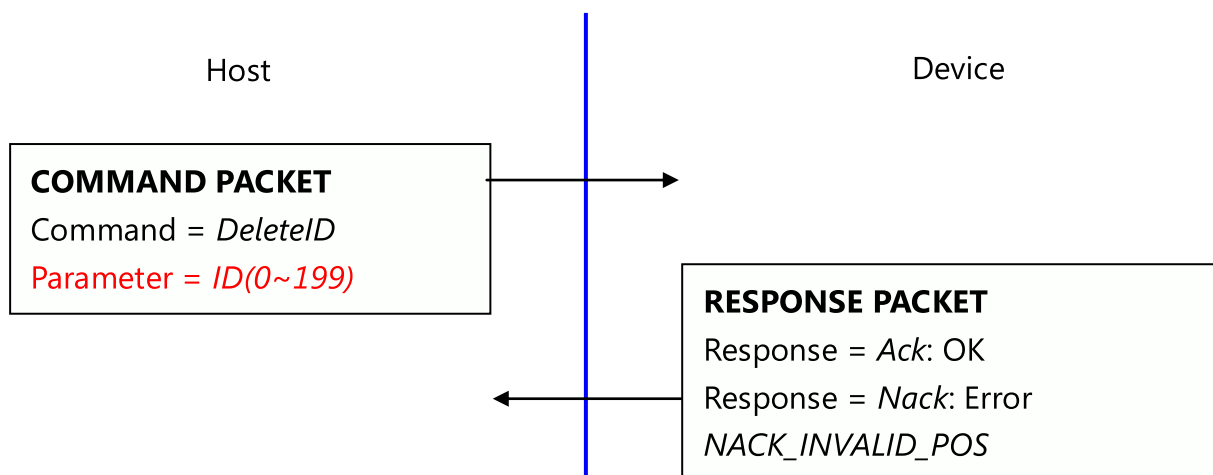 Host
Device
COMMAND PACKET
Command = DeleteID
Parameter = ID(0~199)
RESPONSE PACKET
Response = Ack: OK
Response = Nack: Error
NACK_INVALID_POS